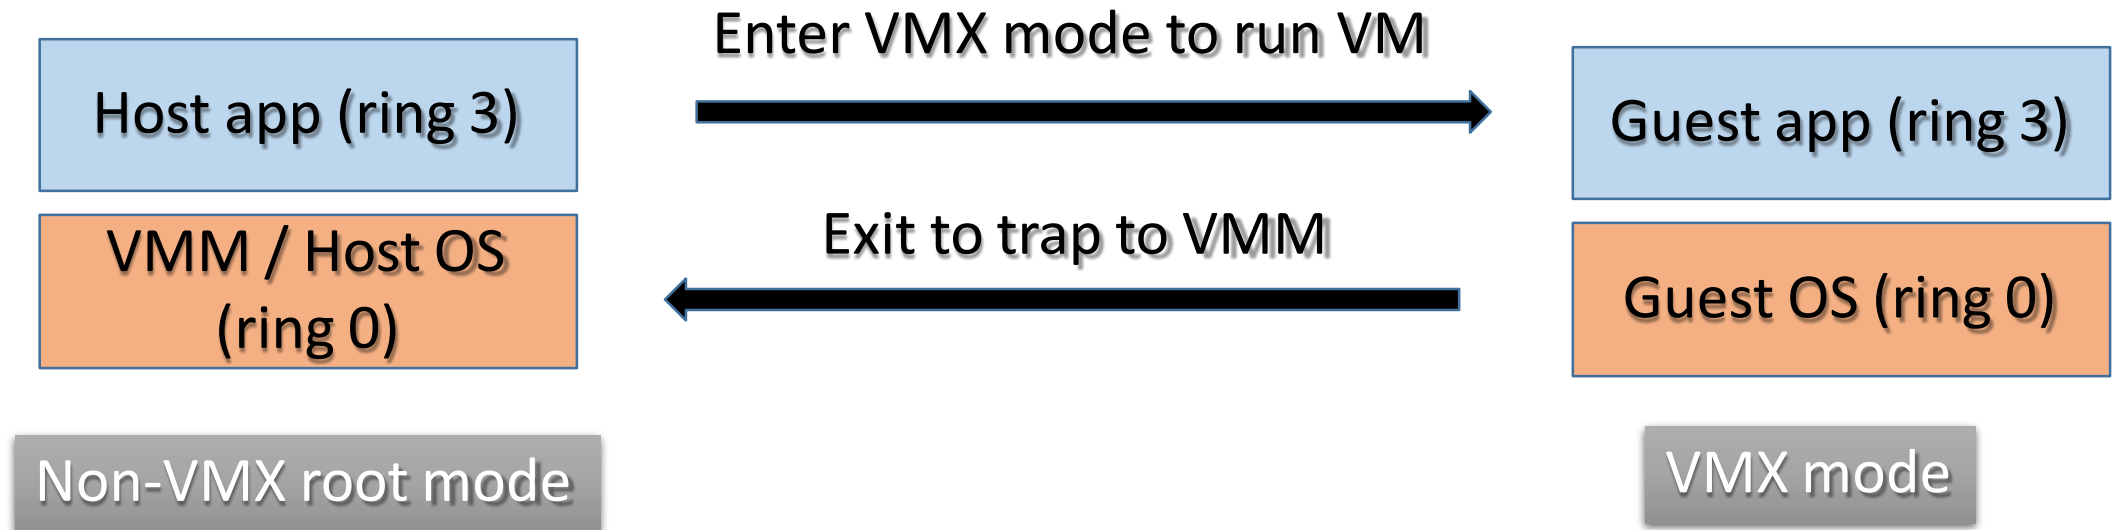 Enter VMX mode to run VM
Host app (ring 3)
Guest app (ring 3)
Exit to trap to VMM
VMM / Host OS
(ring 0)
Guest OS (ring 0)
Non-VMX root mode
VMX mode